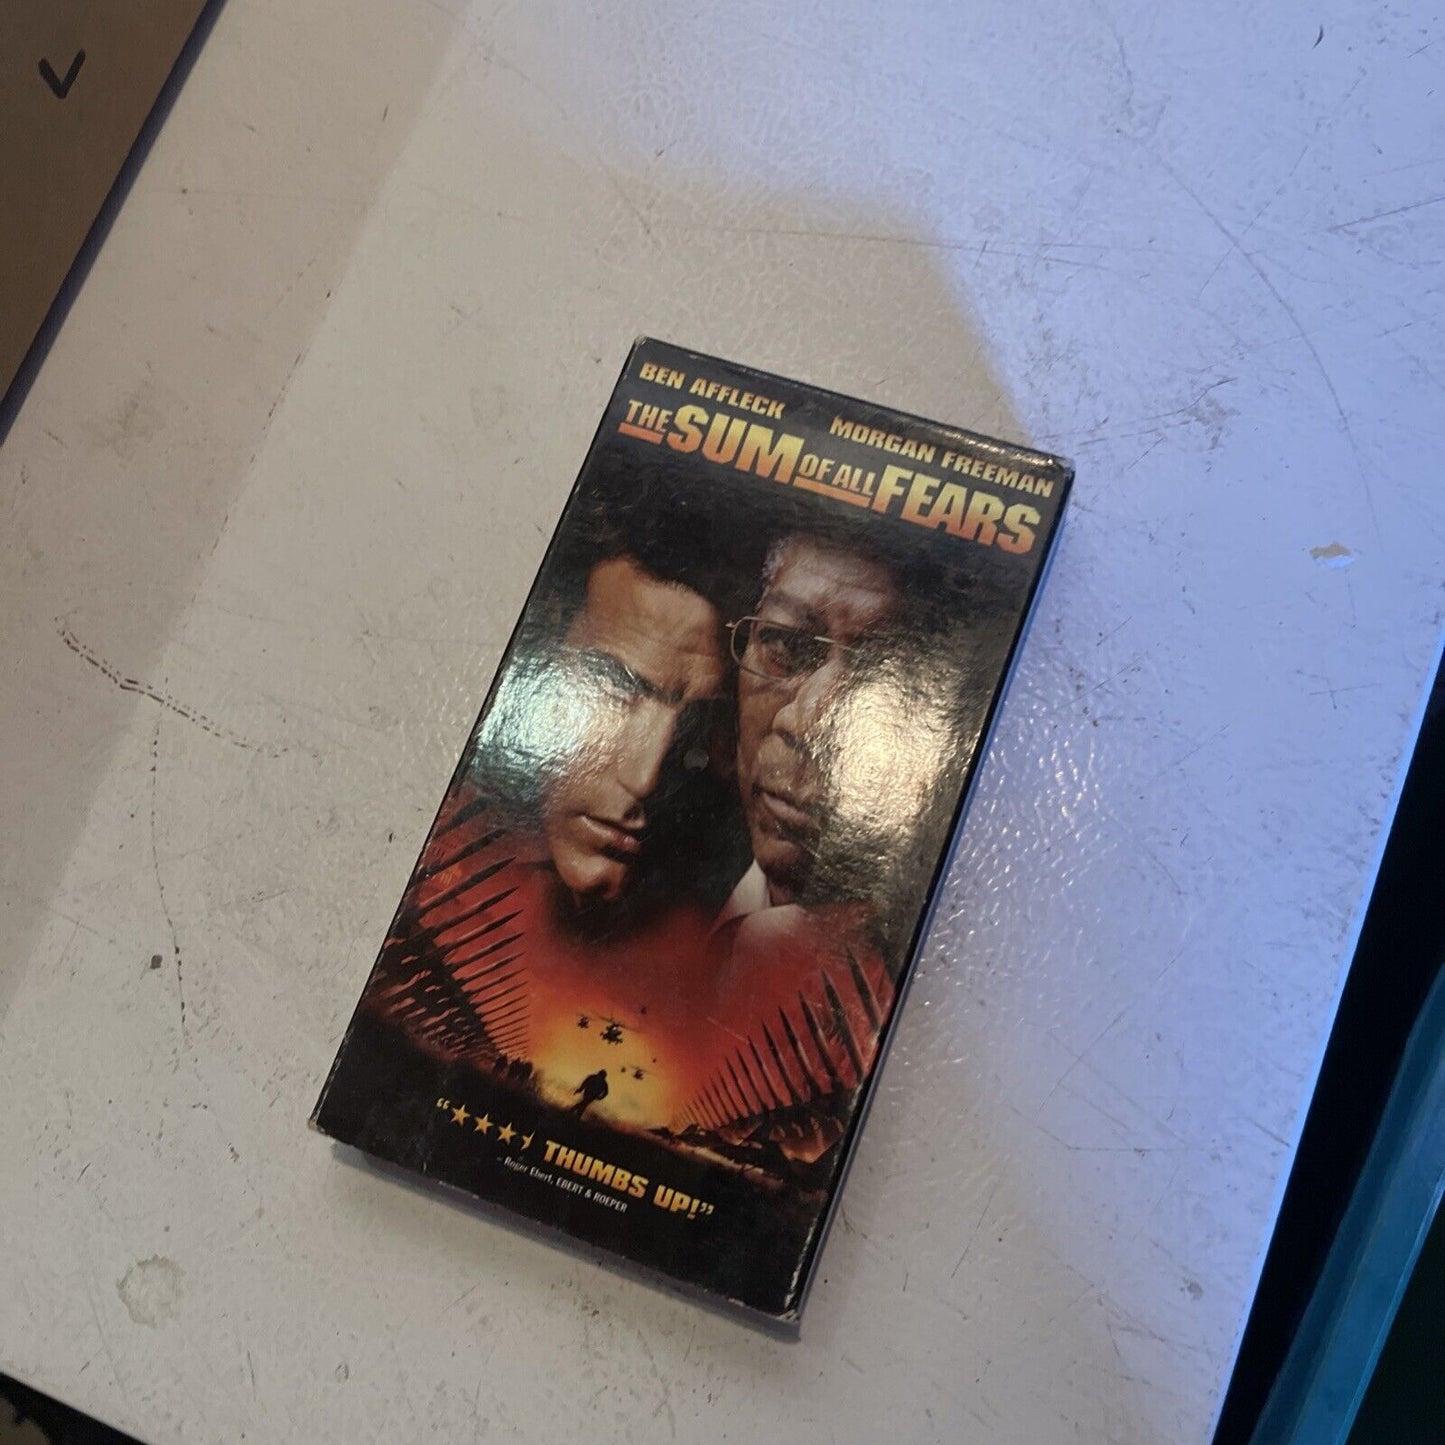 BEN AFFLECK
MORGAN FREEMAN
THE SUM OF ALL FEARS
“★★★½ THUMBS UP!”
– Roger Ebert, EBERT & ROEPER